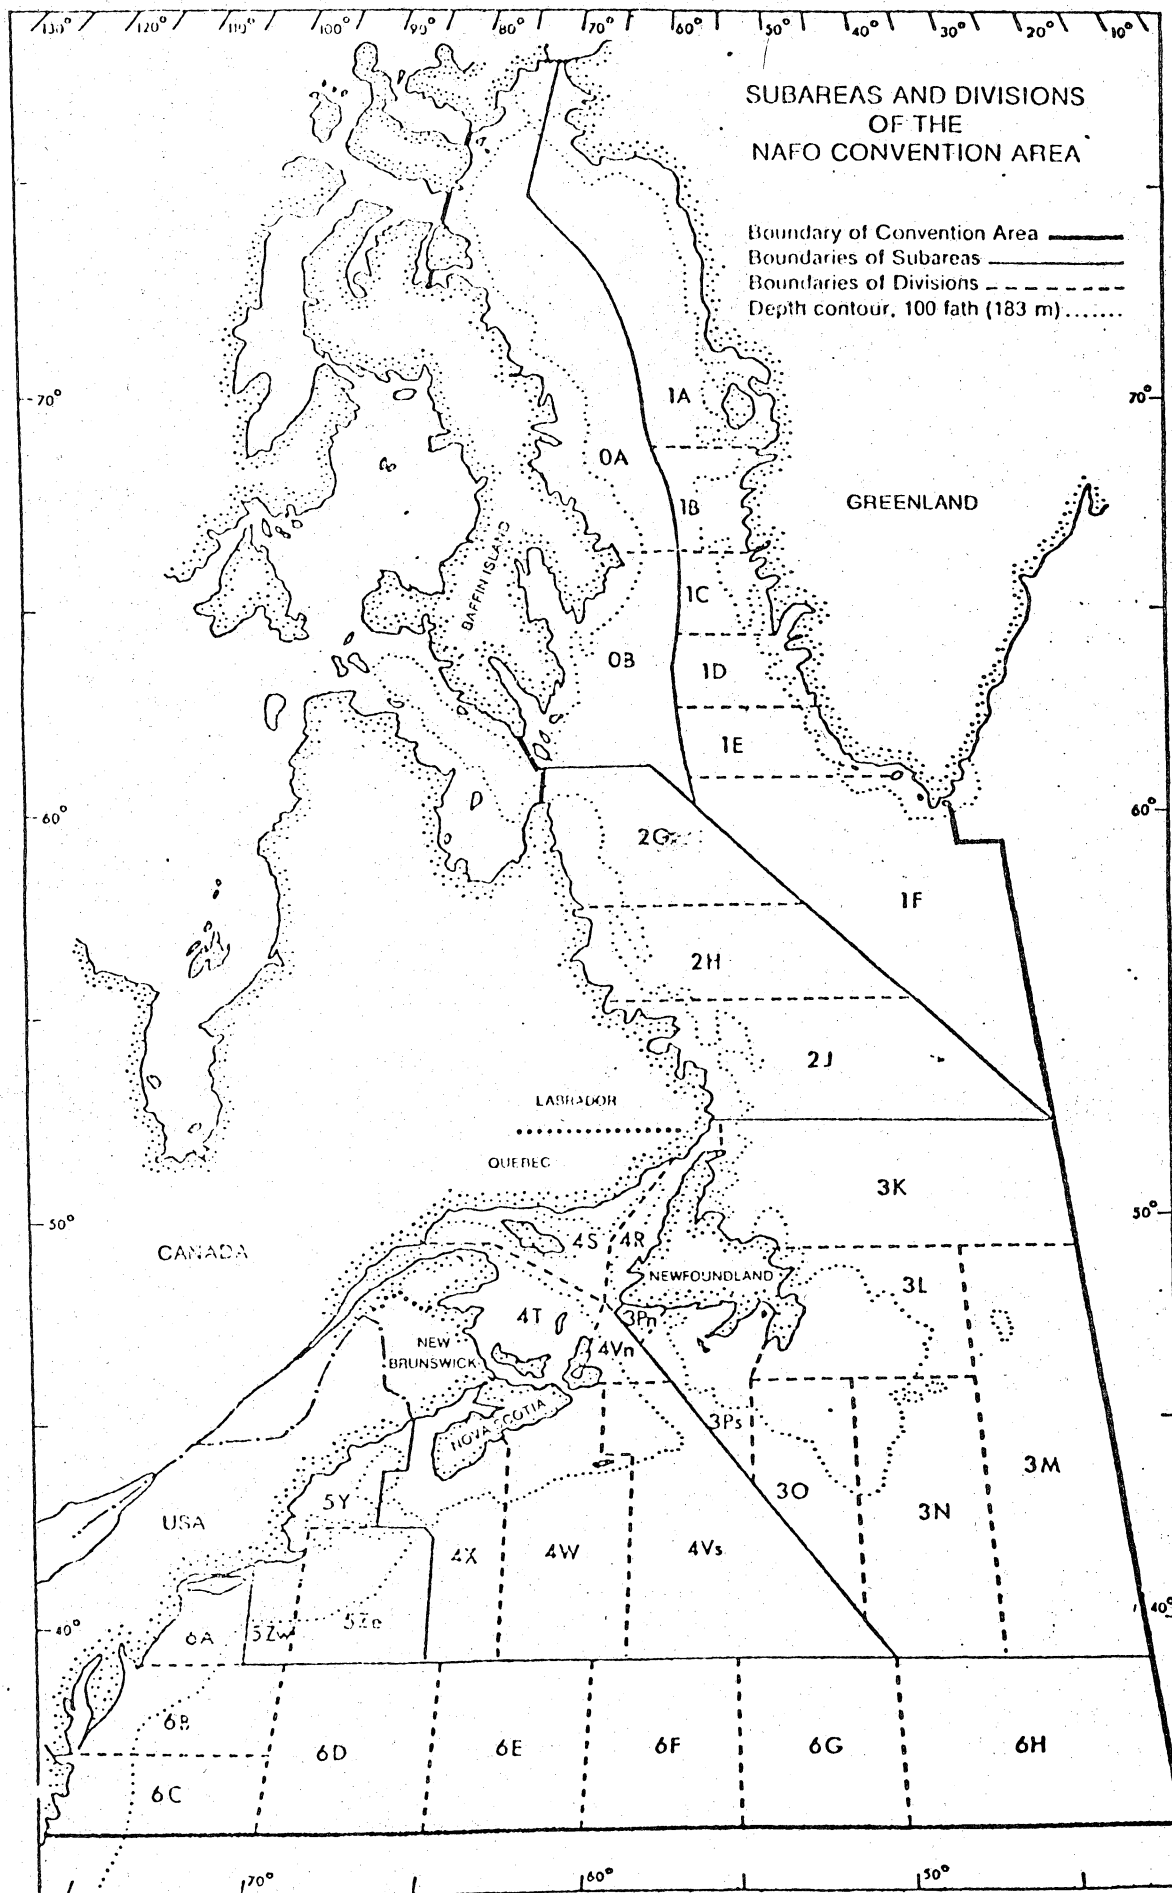 130° 120° 110° 100° 90° 80° 70° 60° 50° 40° 30° 20° 10°
SUBAREAS AND DIVISIONS
OF THE
NAFO CONVENTION AREA
Boundary of Convention Area
Boundaries of Subareas
Boundaries of Divisions
Depth contour, 100 fath (183 m)
70°
1A
70°
0A
1B
GREENLAND
BAFFIN ISLAND
1C
0B
1D
1E
60°
2G
60°
1F
2H
2J
LABRADOR
QUEBEC
3K
50°
50°
CANADA
4S
4R
NEWFOUNDLAND
3L
4T
3Pn
NEW
BRUNSWICK
4Vn
NOVA SCOTIA
3Ps
3M
5Y
3O
3N
USA
4X
4W
4Vs
40°
40°
6A
5Zw
5Ze
6B
6D
6E
6F
6G
6H
6C
70°
60°
50°